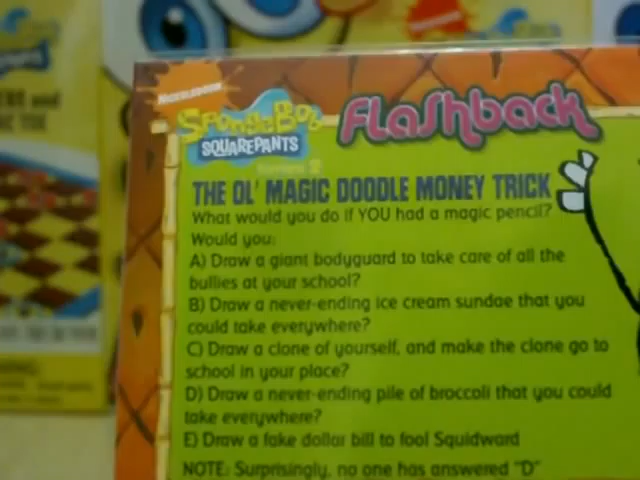 NICKELODEON
SPONGEBOB
SQUAREPANTS
Flashback
THE OL' MAGIC DOODLE MONEY TRICK
What would you do if YOU had a magic pencil?
Would you:
A) Draw a giant bodyguard to take care of all the
bullies at your school?
B) Draw a never-ending ice cream sundae that you
could take everywhere?
C) Draw a clone of yourself, and make the clone go to
school in your place?
D) Draw a never-ending pile of broccoli that you could
take everywhere?
E) Draw a fake dollar bill to fool Squidward
NOTE: Surprisingly, no one has answered "D"